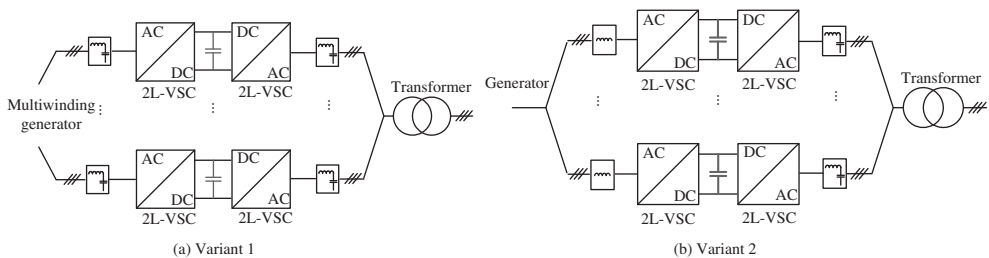 AC
DC
2L-VSC
DC
AC
2L-VSC
Transformer
Multiwinding
generator
AC
DC
2L-VSC
DC
AC
2L-VSC
(a) Variant 1
AC
DC
2L-VSC
DC
AC
2L-VSC
Generator
Transformer
AC
DC
2L-VSC
DC
AC
2L-VSC
(b) Variant 2